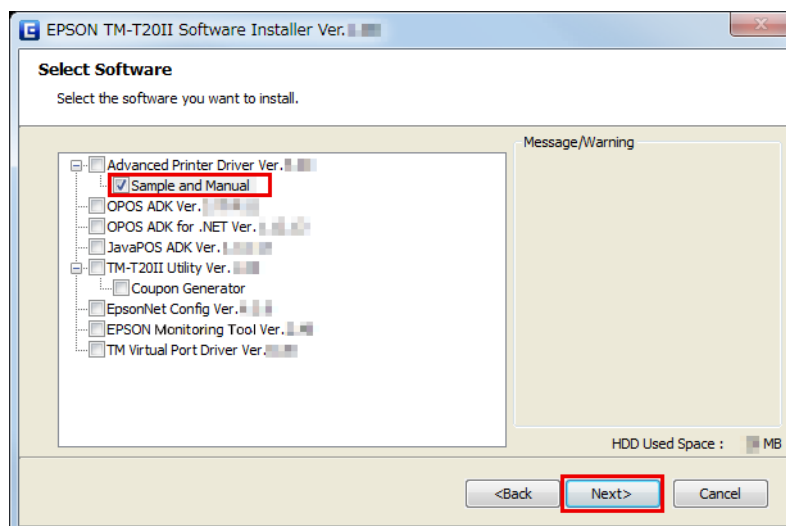 EPSON TM-T20II Software Installer Ver.
Select Software
Select the software you want to install.
Message/Warning
Advanced Printer Driver Ver.
Sample and Manual
OPOS ADK Ver.
OPOS ADK for .NET Ver.
JavaPOS ADK Ver.
TM-T20II Utility Ver.
Coupon Generator
EpsonNet Config Ver.
EPSON Monitoring Tool Ver.
TM Virtual Port Driver Ver.
HDD Used Space : MB
<Back Next> Cancel